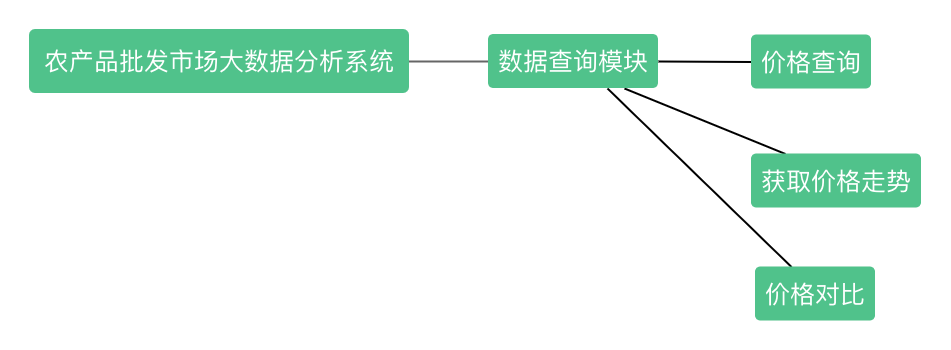 农产品批发市场大数据分析系统
数据查询模块
价格查询
获取价格走势
价格对比